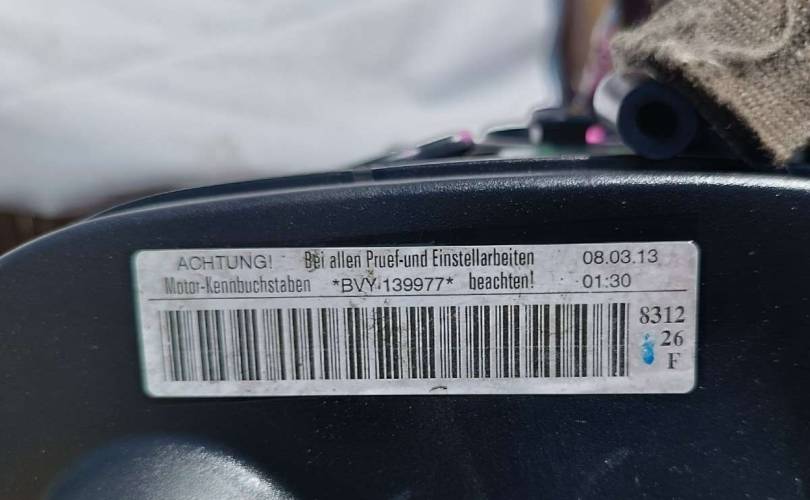 ACHTUNG! Bei allen Pruef-und Einstellarbeiten 08.03.13
Motor-Kennbuchstaben *BVY 139977* beachten! 01:30
8312
26
F